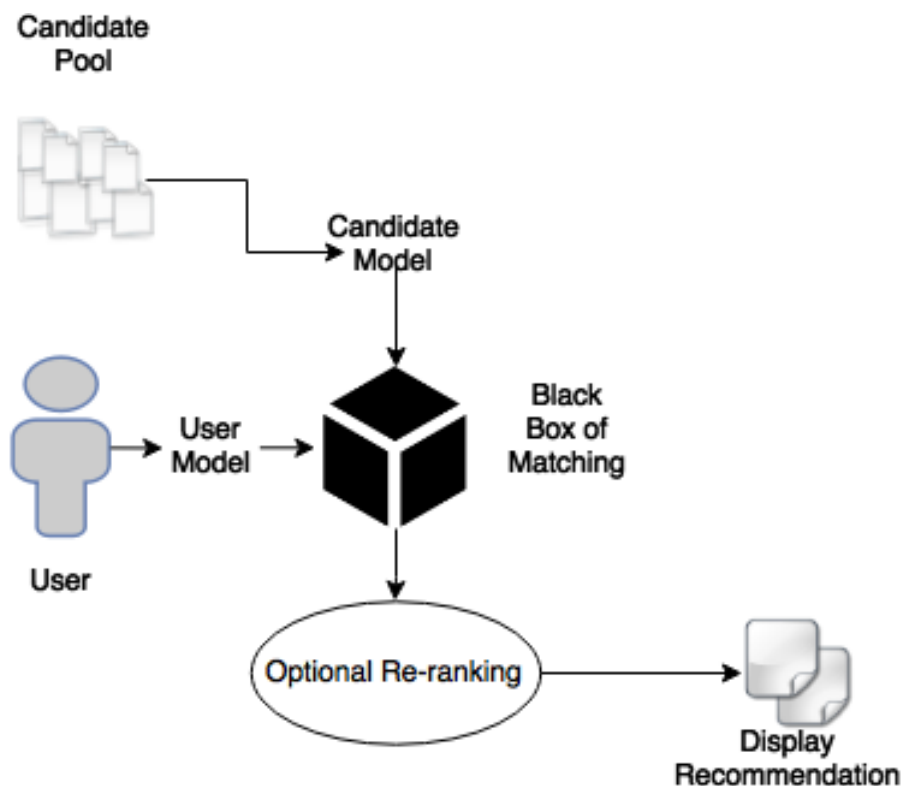 Candidate
Pool
Candidate
Model
User
Model
Black
Box of
Matching
User
Optional Re-ranking
Display
Recommendation